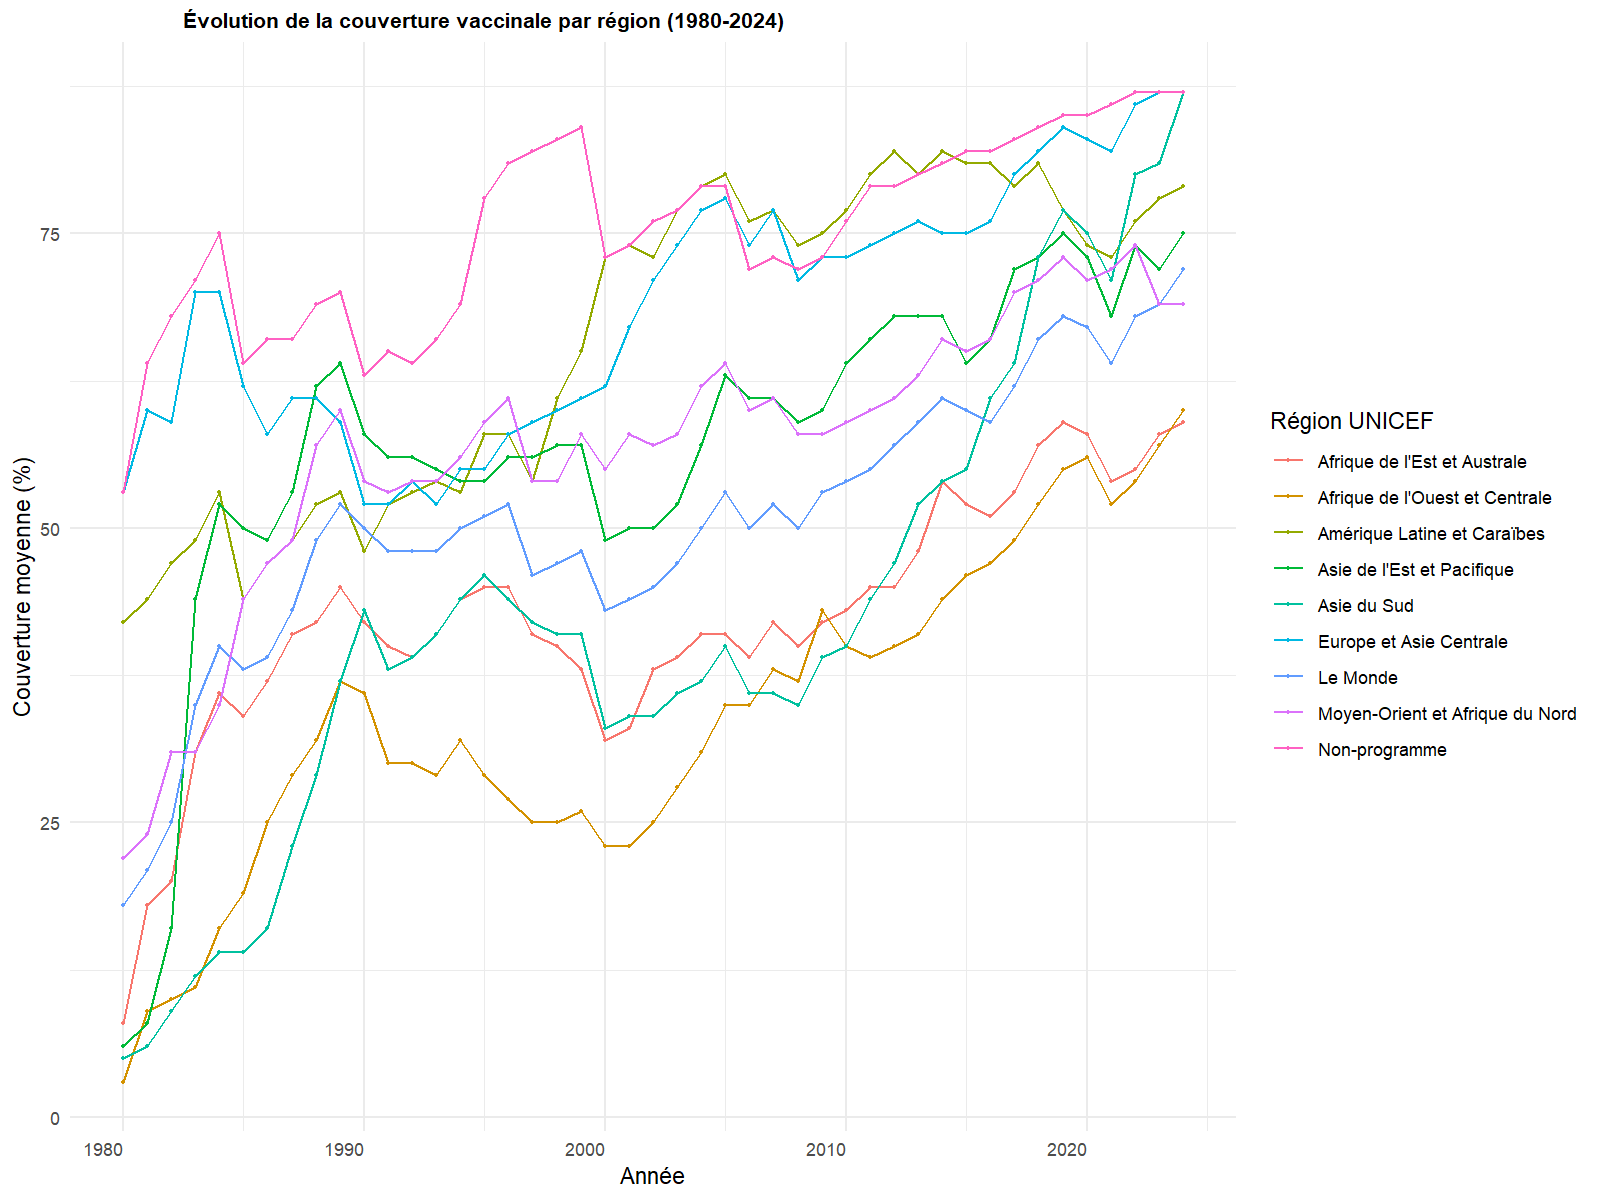 Évolution de la couverture vaccinale par région (1980-2024)
Couverture moyenne (%)
75
50
25
0
1980
1990
2000
2010
2020
Année
Région UNICEF
Afrique de l'Est et Australe
Afrique de l'Ouest et Centrale
Amérique Latine et Caraïbes
Asie de l'Est et Pacifique
Asie du Sud
Europe et Asie Centrale
Le Monde
Moyen-Orient et Afrique du Nord
Non-programme